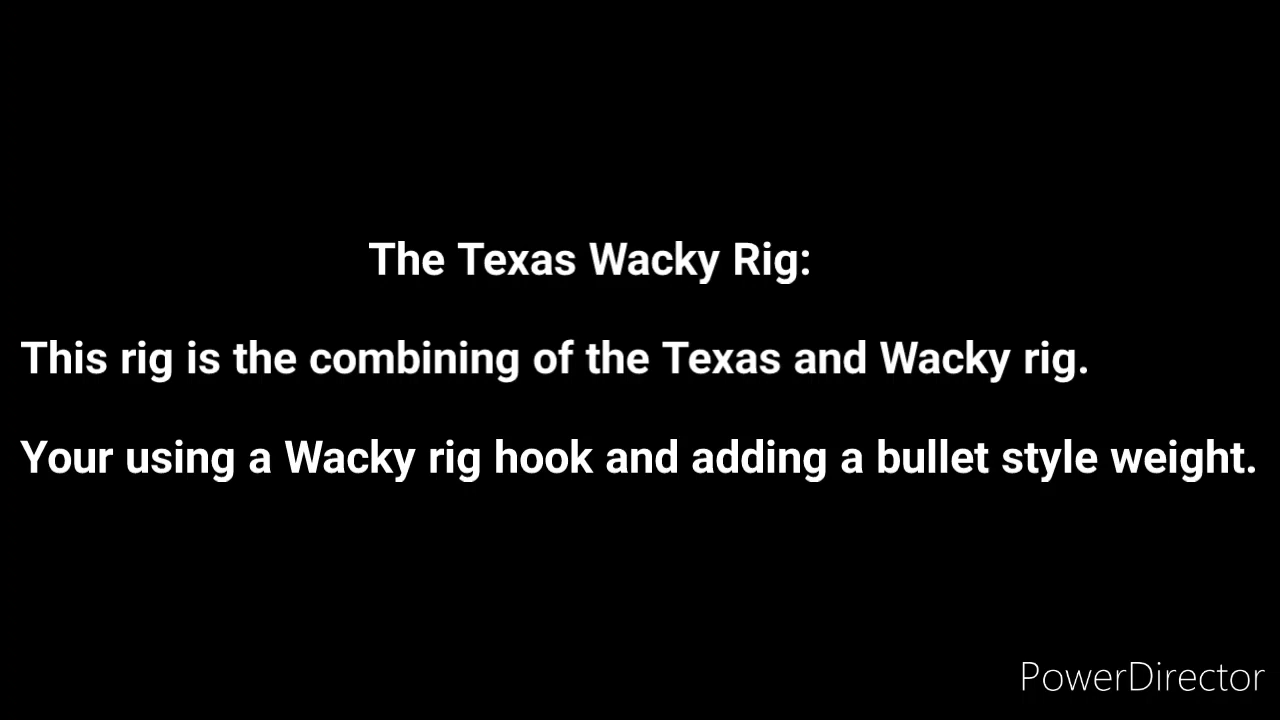 The Texas Wacky Rig:
This rig is the combining of the Texas and Wacky rig.
Your using a Wacky rig hook and adding a bullet style weight.
PowerDirector